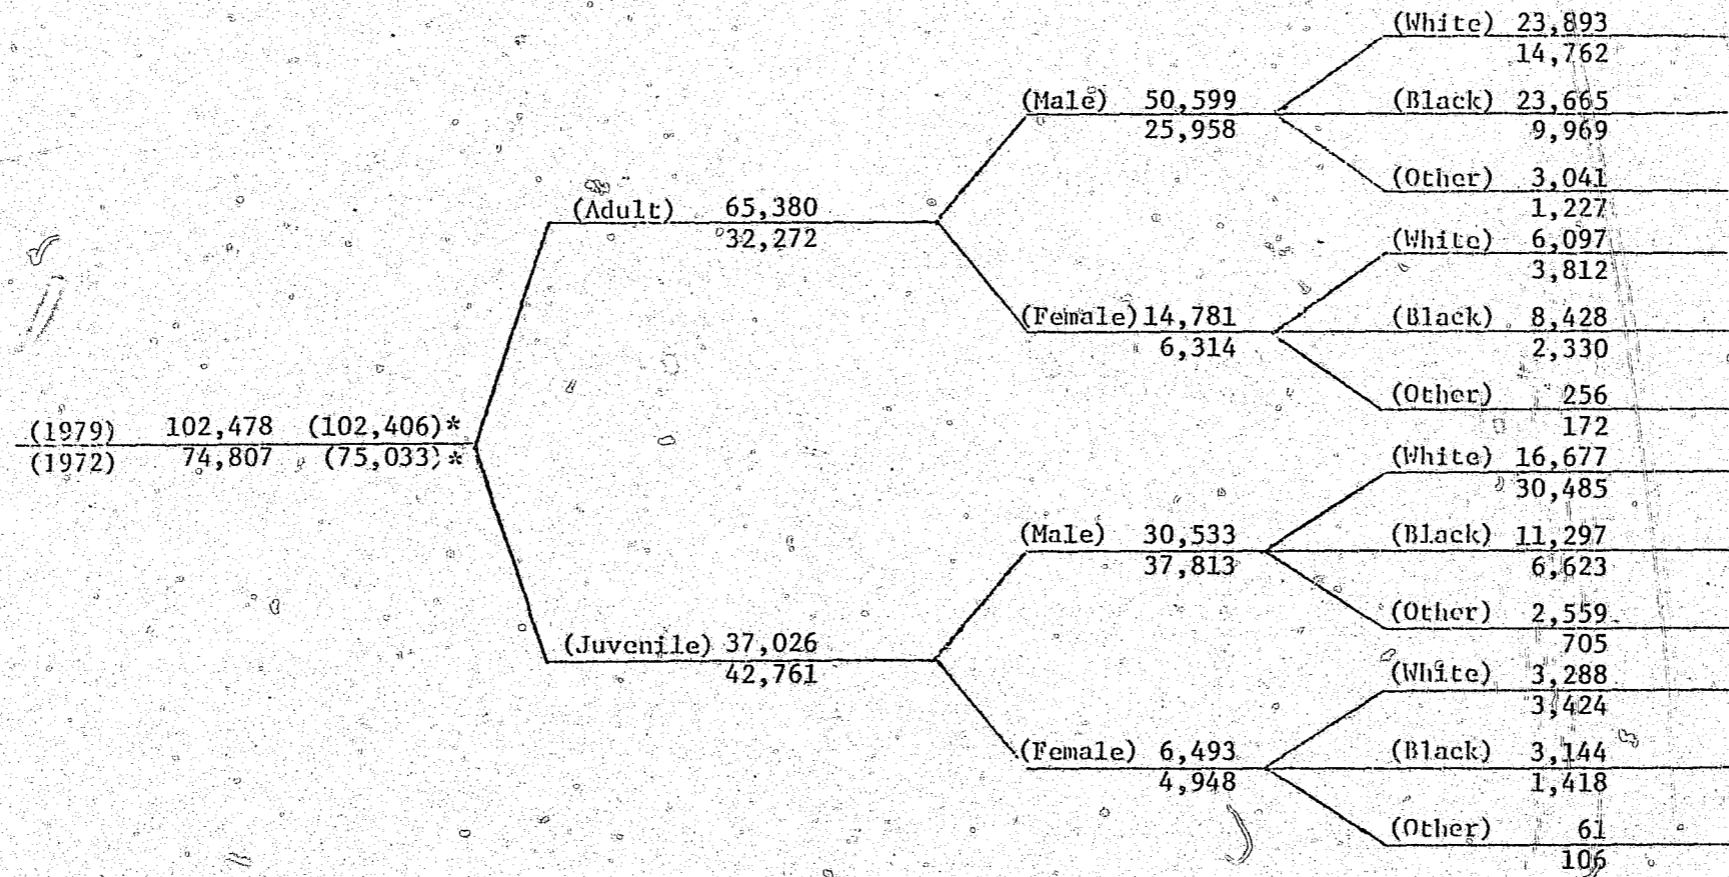 (White) 23,893
14,762
(Male) 50,599 (Black) 23,665
25,958 9,969
(Other) 3,041
1,227
(Adult) 65,380
32,272
(White) 6,097
3,812
(Female) 14,781 (Black) 8,428
6,314 2,330
(Other) 256
172
(1979) 102,478 (102,406)*
(1972) 74,807 (75,033)*
(White) 16,677
30,485
(Male) 30,533 (Black) 11,297
37,813 6,623
(Other) 2,559
705
(Juvenile) 37,026
42,761
(White) 3,288
3,424
(Female) 6,493 (Black) 3,144
4,948 1,418
(Other) 61
106